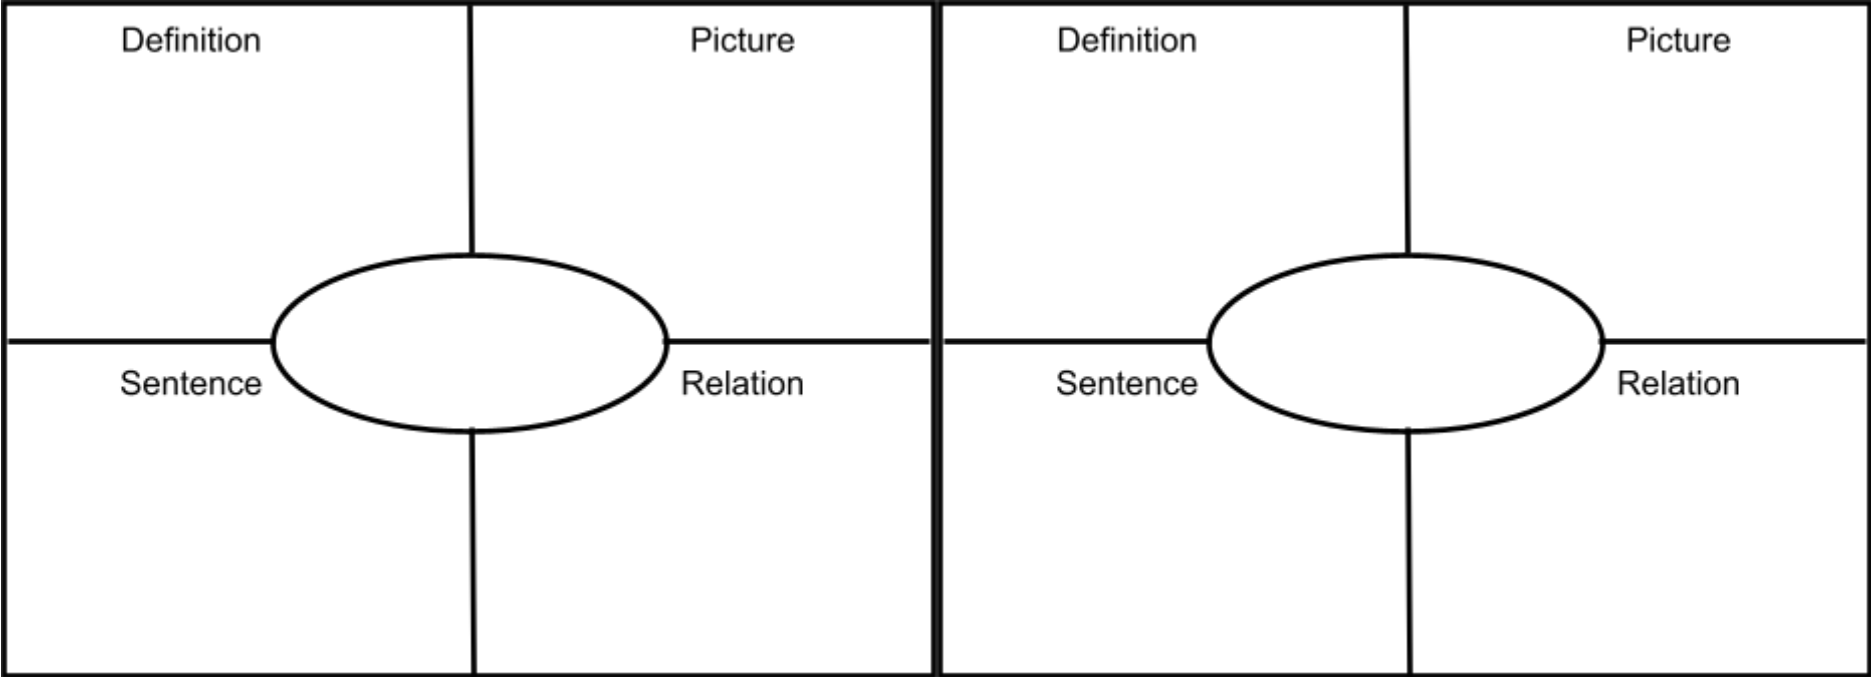 Definition
Picture
Sentence
Relation
Definition
Picture
Sentence
Relation